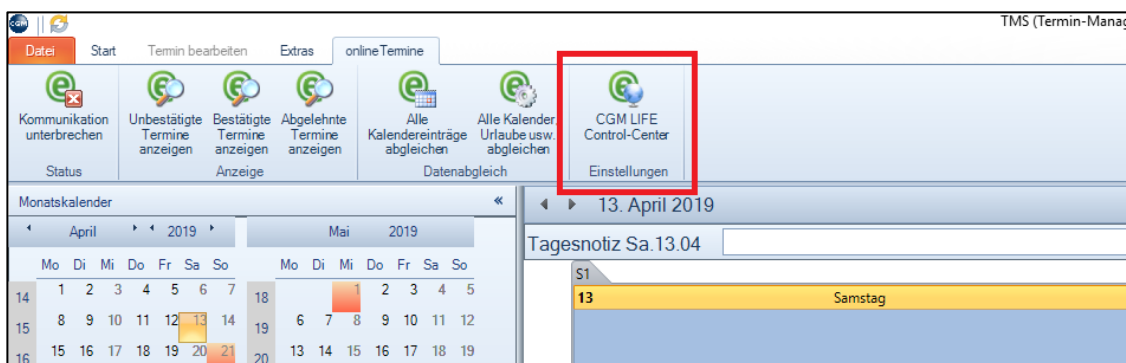 CGM
TMS (Termin-Manag
Datei Start Termin bearbeiten Extras onlineTermine
Kommunikation unterbrechen
Unbestätigte Termine anzeigen
Bestätigte Termine anzeigen
Abgelehnte Termine anzeigen
Alle Kalendereinträge abgleichen
Alle Kalender, Urlaube usw. abgleichen
CGM LIFE Control-Center
Status Anzeige Datenabgleich Einstellungen
Monatskalender «
13. April 2019
April 2019 Mai 2019
Tagesnotiz Sa.13.04
Mo Di Mi Do Fr Sa So Mo Di Mi Do Fr Sa So
S1
14 1 2 3 4 5 6 7 18 1 2 3 4 5
13 Samstag
15 8 9 10 11 12 13 14 19 6 7 8 9 10 11 12
16 15 16 17 18 19 20 21 20 13 14 15 16 17 18 19